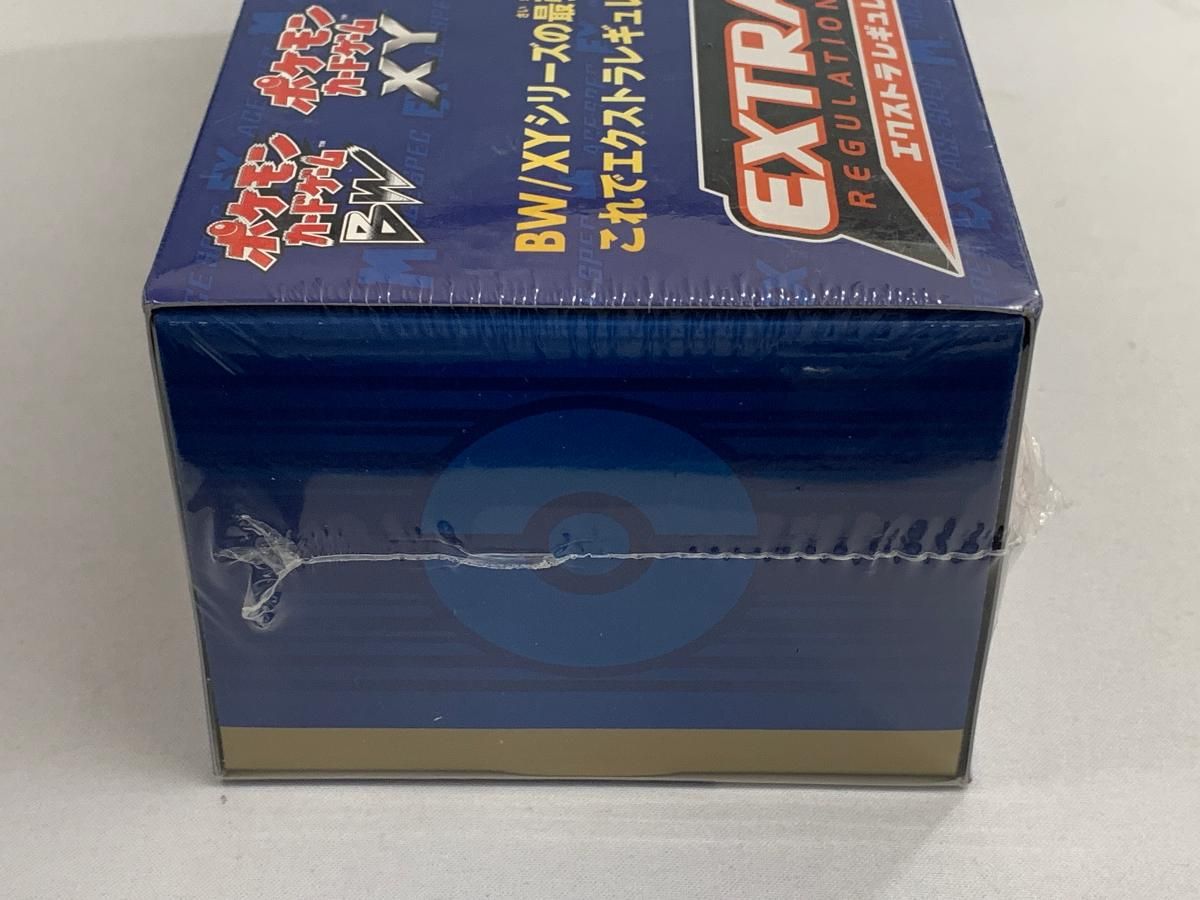 ポケモン
カードゲーム
XY
ポケモン
カードゲーム
BW
さい
BW/XYシリーズの最
これでエクストラレギュレ
EXTRA
REGULATION
エクストラレギュレ